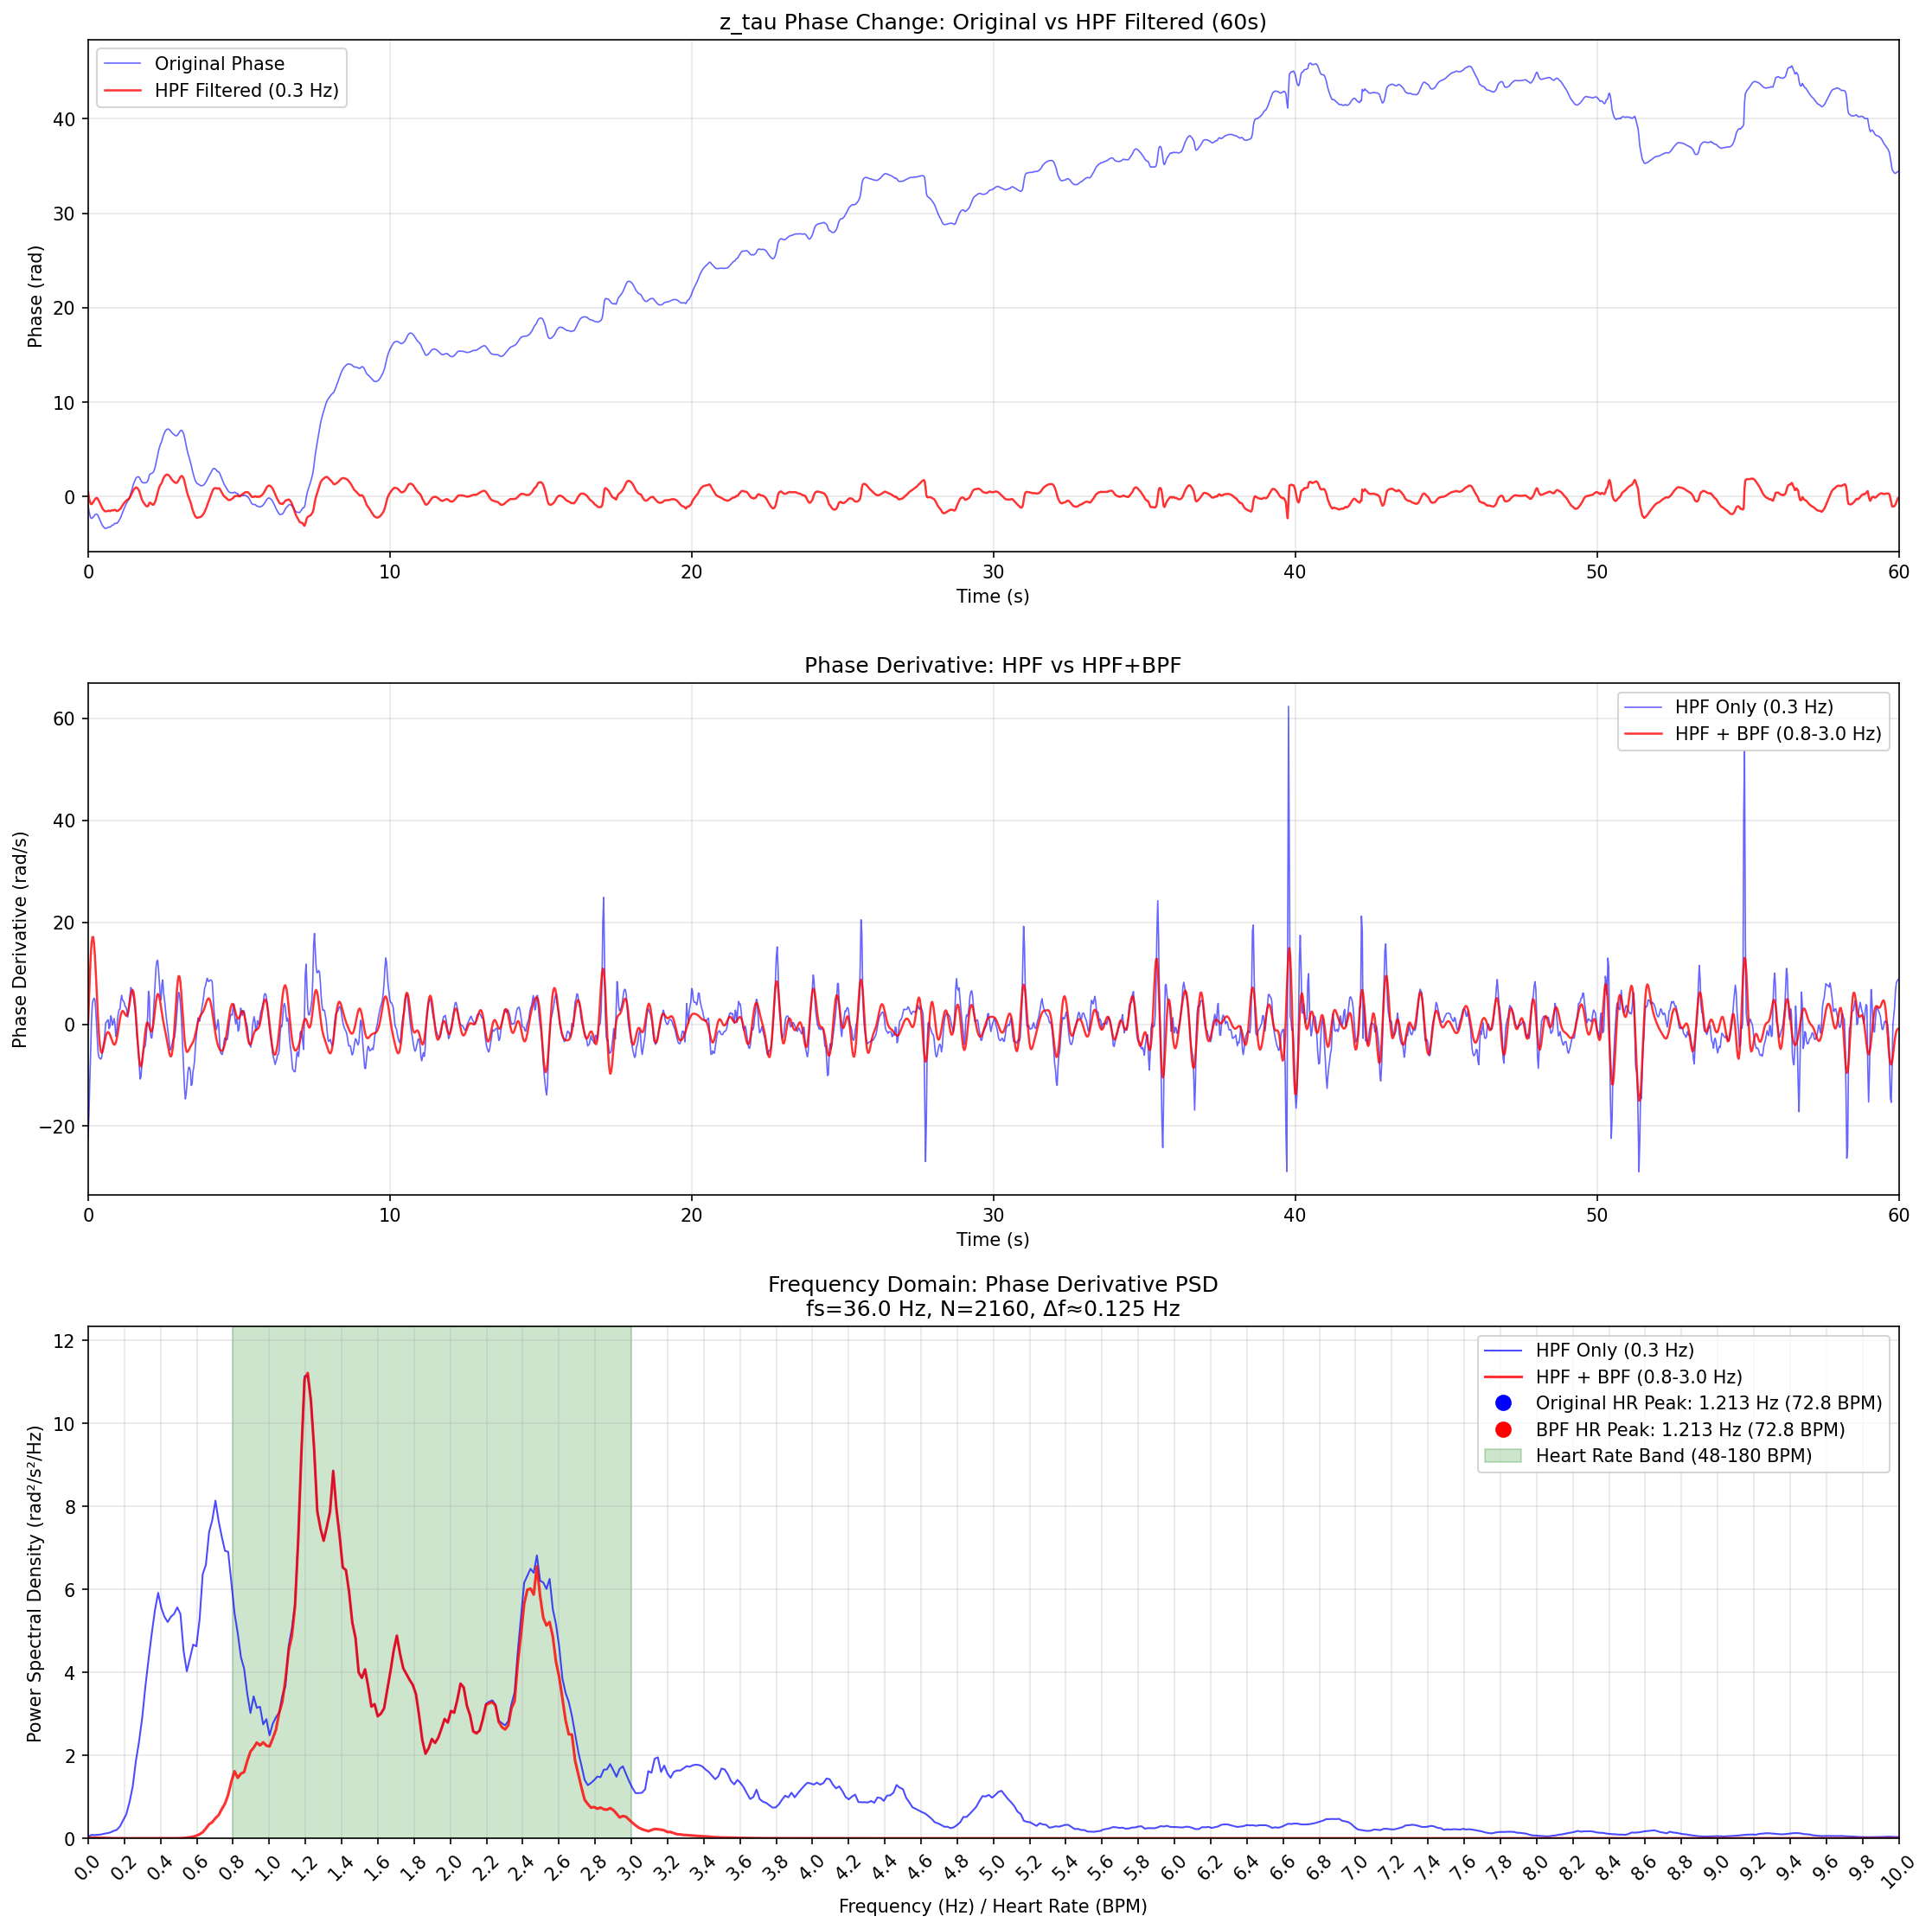 z_tau Phase Change: Original vs HPF Filtered (60s)
Original Phase
HPF Filtered (0.3 Hz)
Phase (rad)
40
30
20
10
0
0 10 20 30 40 50 60
Time (s)
Phase Derivative: HPF vs HPF+BPF
HPF Only (0.3 Hz)
HPF + BPF (0.8-3.0 Hz)
Phase Derivative (rad/s)
60
40
20
0
−20
0 10 20 30 40 50 60
Time (s)
Frequency Domain: Phase Derivative PSD
fs=36.0 Hz, N=2160, Δf≈0.125 Hz
HPF Only (0.3 Hz)
HPF + BPF (0.8-3.0 Hz)
Original HR Peak: 1.213 Hz (72.8 BPM)
BPF HR Peak: 1.213 Hz (72.8 BPM)
Heart Rate Band (48-180 BPM)
Power Spectral Density (rad²/s²/Hz)
12
10
8
6
4
2
0
0.0 0.2 0.4 0.6 0.8 1.0 1.2 1.4 1.6 1.8 2.0 2.2 2.4 2.6 2.8 3.0 3.2 3.4 3.6 3.8 4.0 4.2 4.4 4.6 4.8 5.0 5.2 5.4 5.6 5.8 6.0 6.2 6.4 6.6 6.8 7.0 7.2 7.4 7.6 7.8 8.0 8.2 8.4 8.6 8.8 9.0 9.2 9.4 9.6 9.8 10.0
Frequency (Hz) / Heart Rate (BPM)